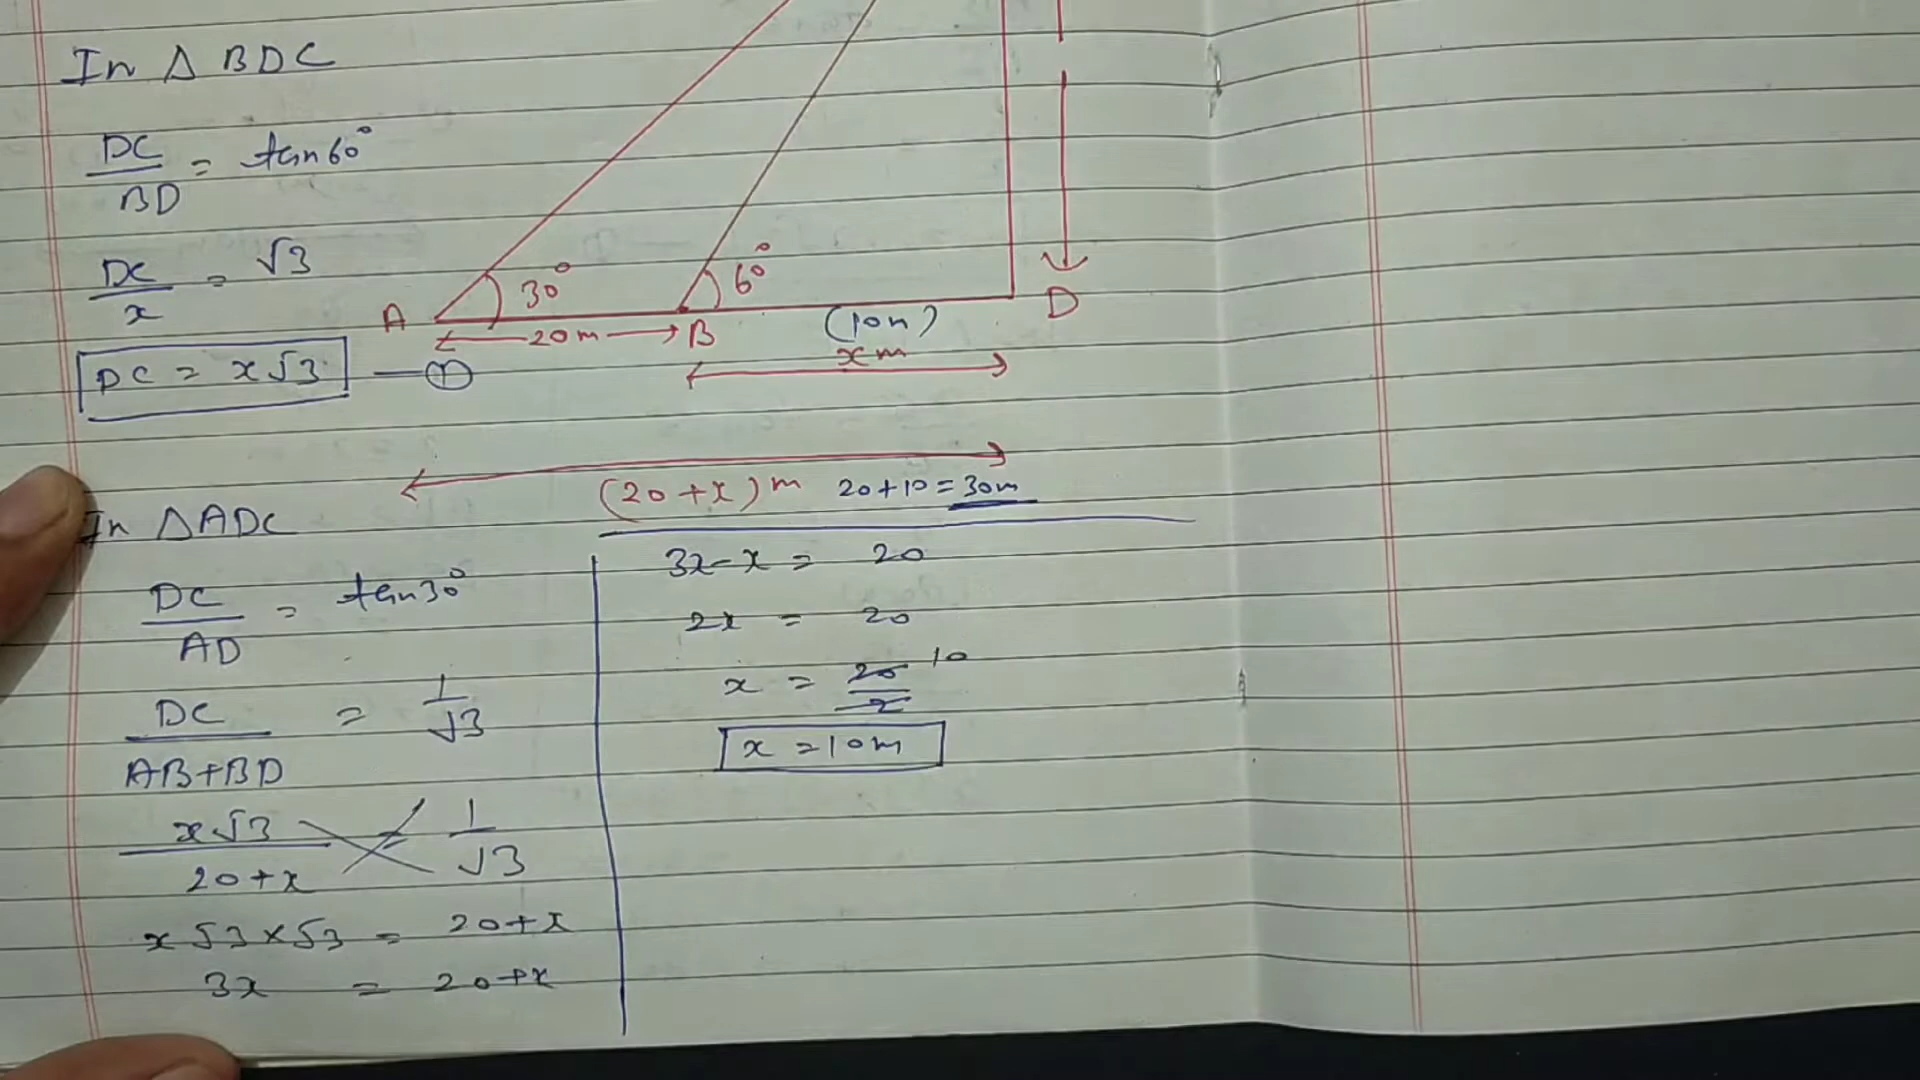 In Δ BDC
DC/BD = tan60°
DC/x = √3
DC = x√3 — ①
30°
60°
A
20m
B
(10m)
xm
D
(20+x)m 20+10=30m
In ΔADC
DC/AD = tan30°
DC/AB+BD = 1/√3
x√3/20+x = 1/√3
x√3×√3 = 20+x
3x = 20+x
3x-x = 20
2x = 20
x = 20/2 10
x = 10m